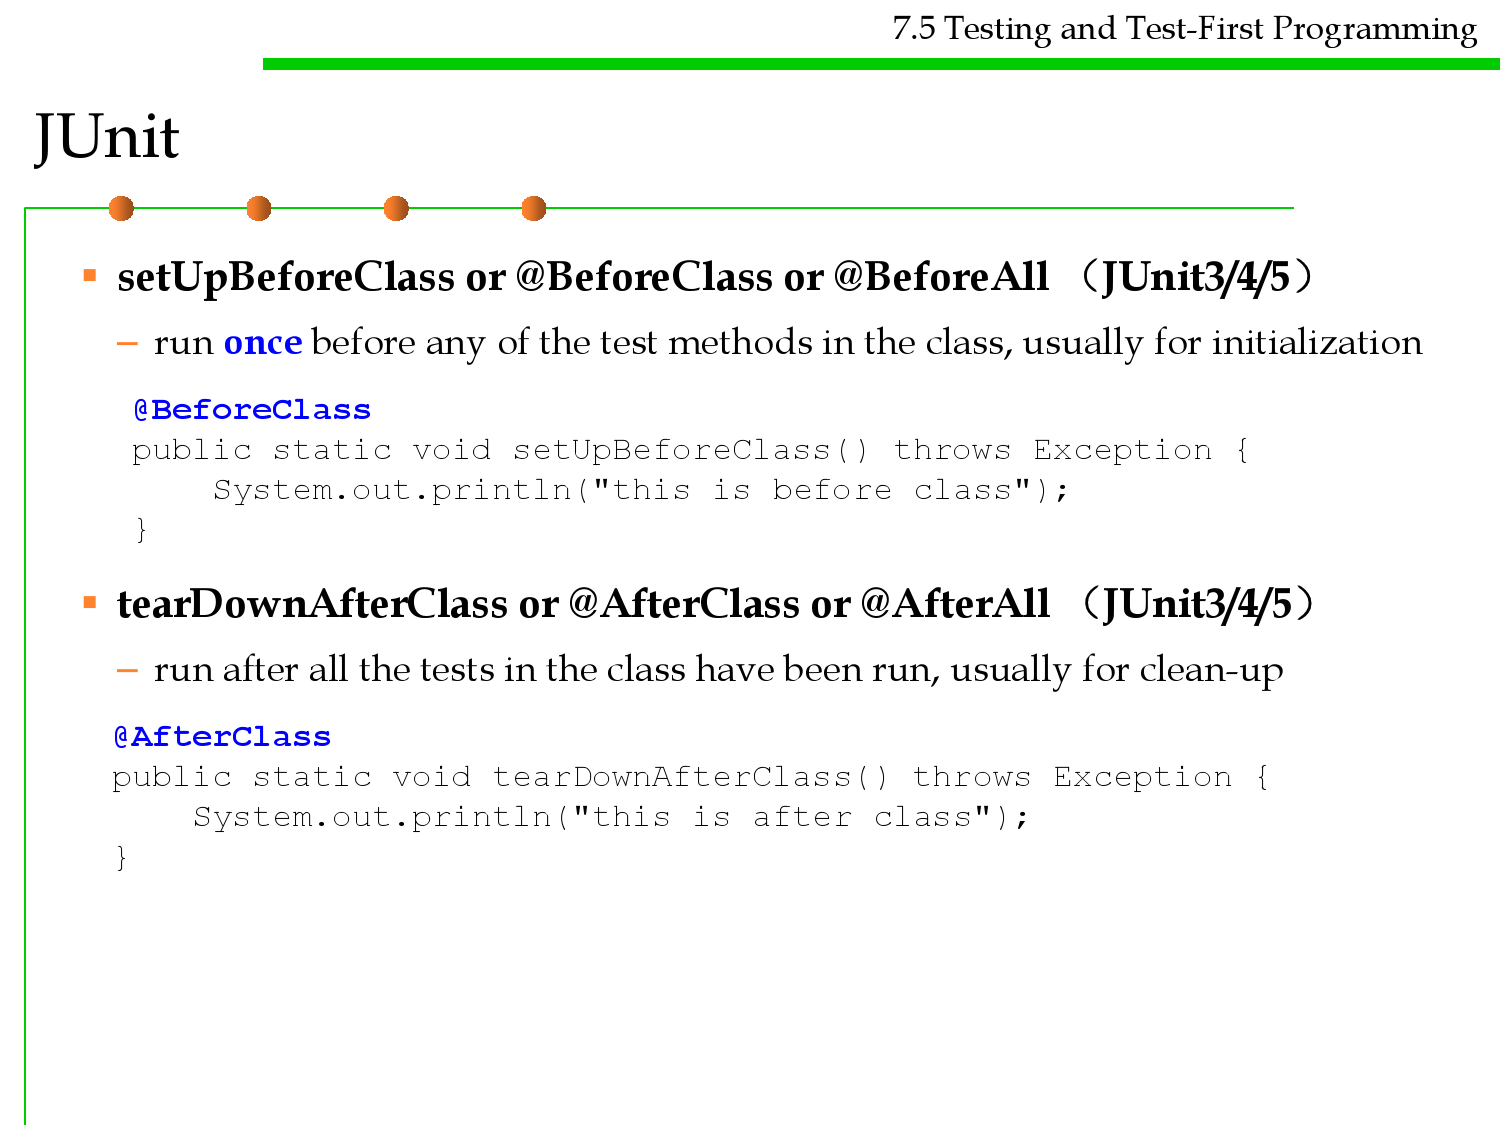 7.5 Testing and Test-First Programming
JUnit
▪ setUpBeforeClass or @BeforeClass or @BeforeAll （JUnit3/4/5）
– run once before any of the test methods in the class, usually for initialization
@BeforeClass
public static void setUpBeforeClass() throws Exception {
    System.out.println("this is before class");
}
▪ tearDownAfterClass or @AfterClass or @AfterAll （JUnit3/4/5）
– run after all the tests in the class have been run, usually for clean-up
@AfterClass
public static void tearDownAfterClass() throws Exception {
    System.out.println("this is after class");
}